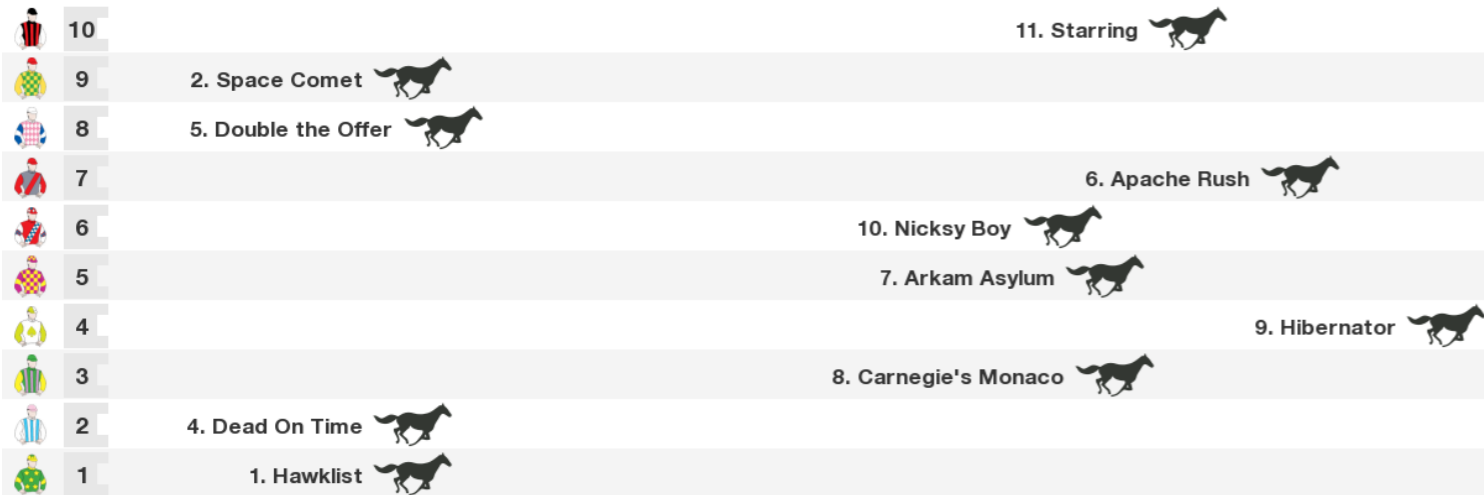 10 11. Starring
9 2. Space Comet
8 5. Double the Offer
7 6. Apache Rush
6 10. Nicksy Boy
5 7. Arkam Asylum
4 9. Hibernator
3 8. Carnegie's Monaco
2 4. Dead On Time
1 1. Hawklist